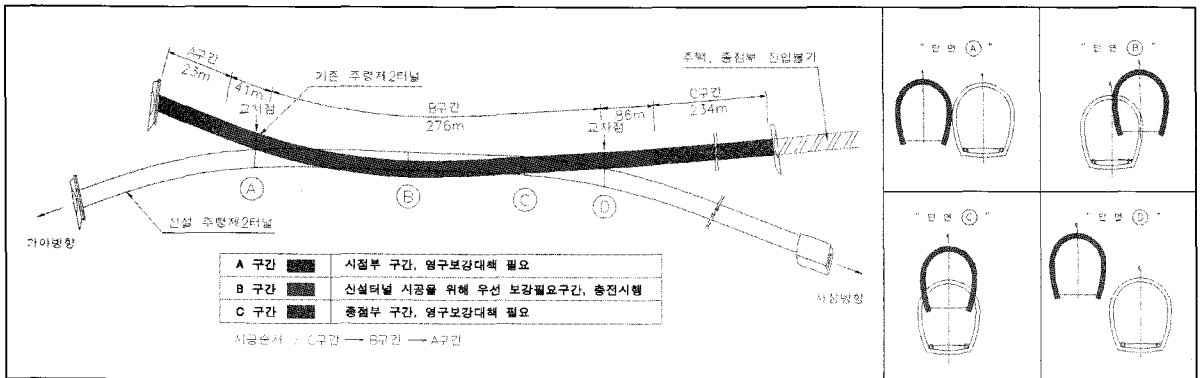 A구간
23m
41m
교차점
기존 주령제2터널
B구간
276m
86m
교차점
C구간
234m
주택, 종점부 진입불가
A
B
C
D
신설 주령제2터널
가야방향
사상방향
A 구간 시점부 구간, 영구보강대책 필요
B 구간 신설터널 시공을 위해 우선 보강필요구간, 충전시행
C 구간 종점부 구간, 영구보강대책 필요
시공순서 : C구간 → B구간 → A구간
" 단 면 A "
" 단 면 B "
" 단 면 C "
" 단 면 D "